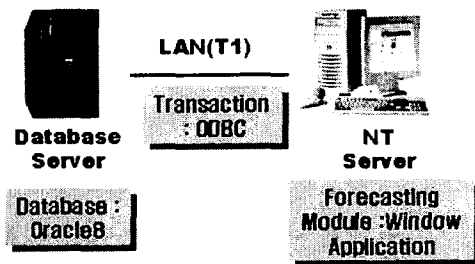 LAN(T1)
Transaction
: ODBC
Database
Server
NT
Server
Database :
Oracle8
Forecasting
Module :Window
Application